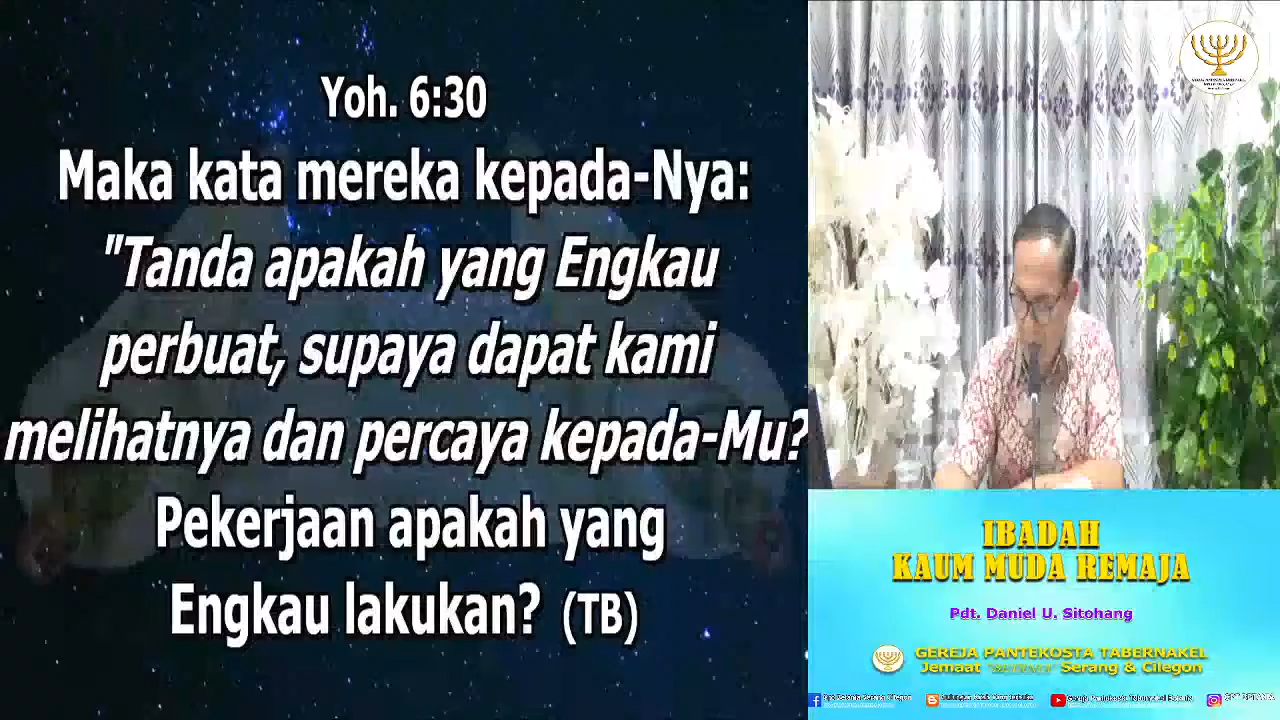 Yoh. 6:30
Maka kata mereka kepada-Nya:
"Tanda apakah yang Engkau
perbuat, supaya dapat kami
melihatnya dan percaya kepada-Mu?
Pekerjaan apakah yang
Engkau lakukan? (TB)
IBADAH
KAUM MUDA REMAJA
Pdt. Daniel U. Sitohang
GEREJA PANTEKOSTA TABERNAKEL
Jemaat "BETHEL" Serang & Cilegon